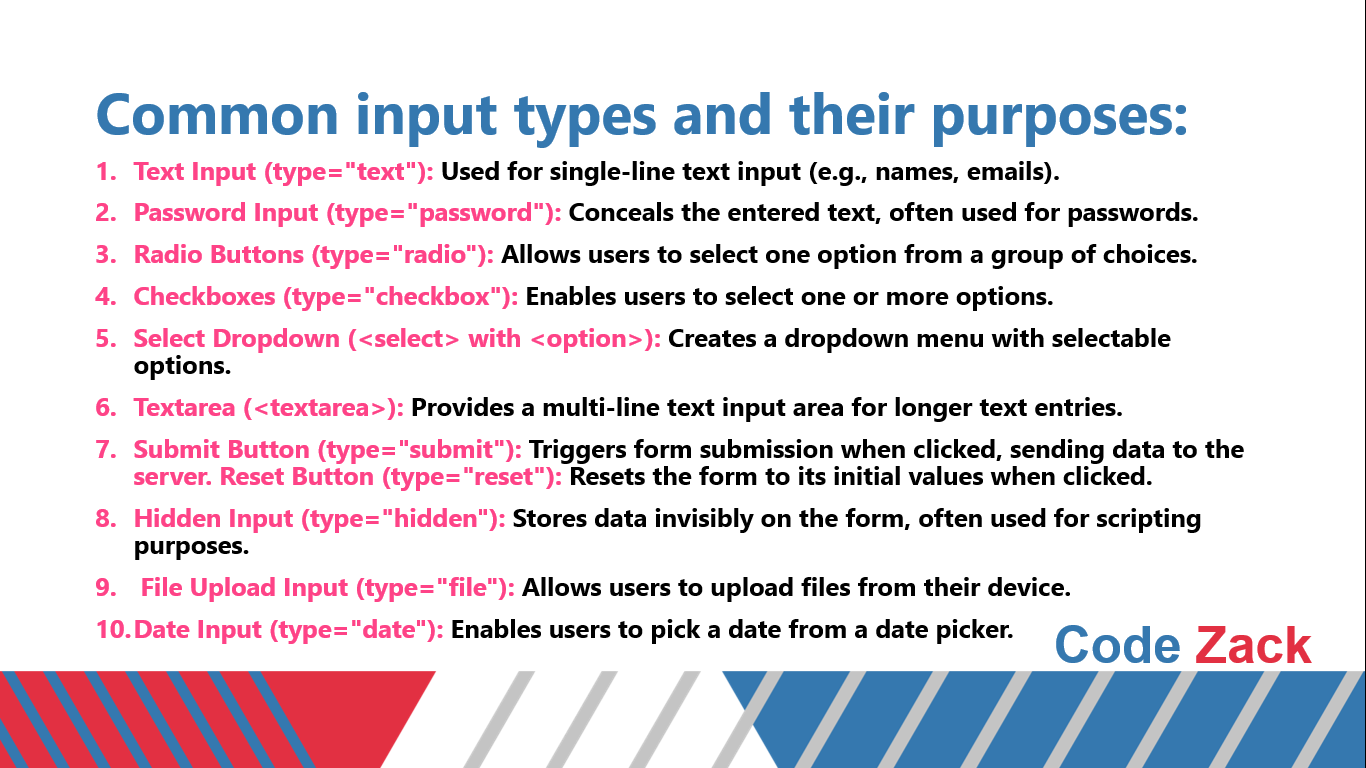 Common input types and their purposes:
1. Text Input (type="text"): Used for single-line text input (e.g., names, emails).
2. Password Input (type="password"): Conceals the entered text, often used for passwords.
3. Radio Buttons (type="radio"): Allows users to select one option from a group of choices.
4. Checkboxes (type="checkbox"): Enables users to select one or more options.
5. Select Dropdown (<select> with <option>): Creates a dropdown menu with selectable
options.
6. Textarea (<textarea>): Provides a multi-line text input area for longer text entries.
7. Submit Button (type="submit"): Triggers form submission when clicked, sending data to the
server. Reset Button (type="reset"): Resets the form to its initial values when clicked.
8. Hidden Input (type="hidden"): Stores data invisibly on the form, often used for scripting
purposes.
9. File Upload Input (type="file"): Allows users to upload files from their device.
10. Date Input (type="date"): Enables users to pick a date from a date picker.
Code Zack